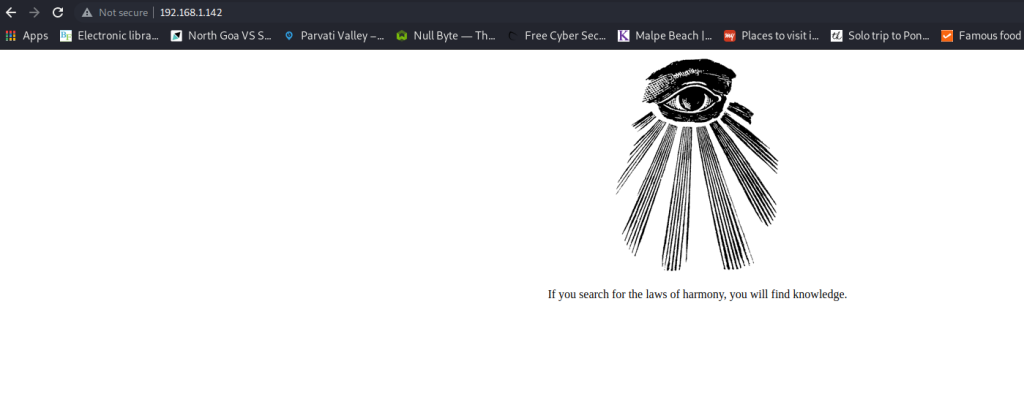 Not secure | 192.168.1.142
Apps Electronic libra... North Goa VS S... Parvati Valley –... Null Byte — Th... Free Cyber Sec... Malpe Beach |... Places to visit i... Solo trip to Pon... Famous food
If you search for the laws of harmony, you will find knowledge.